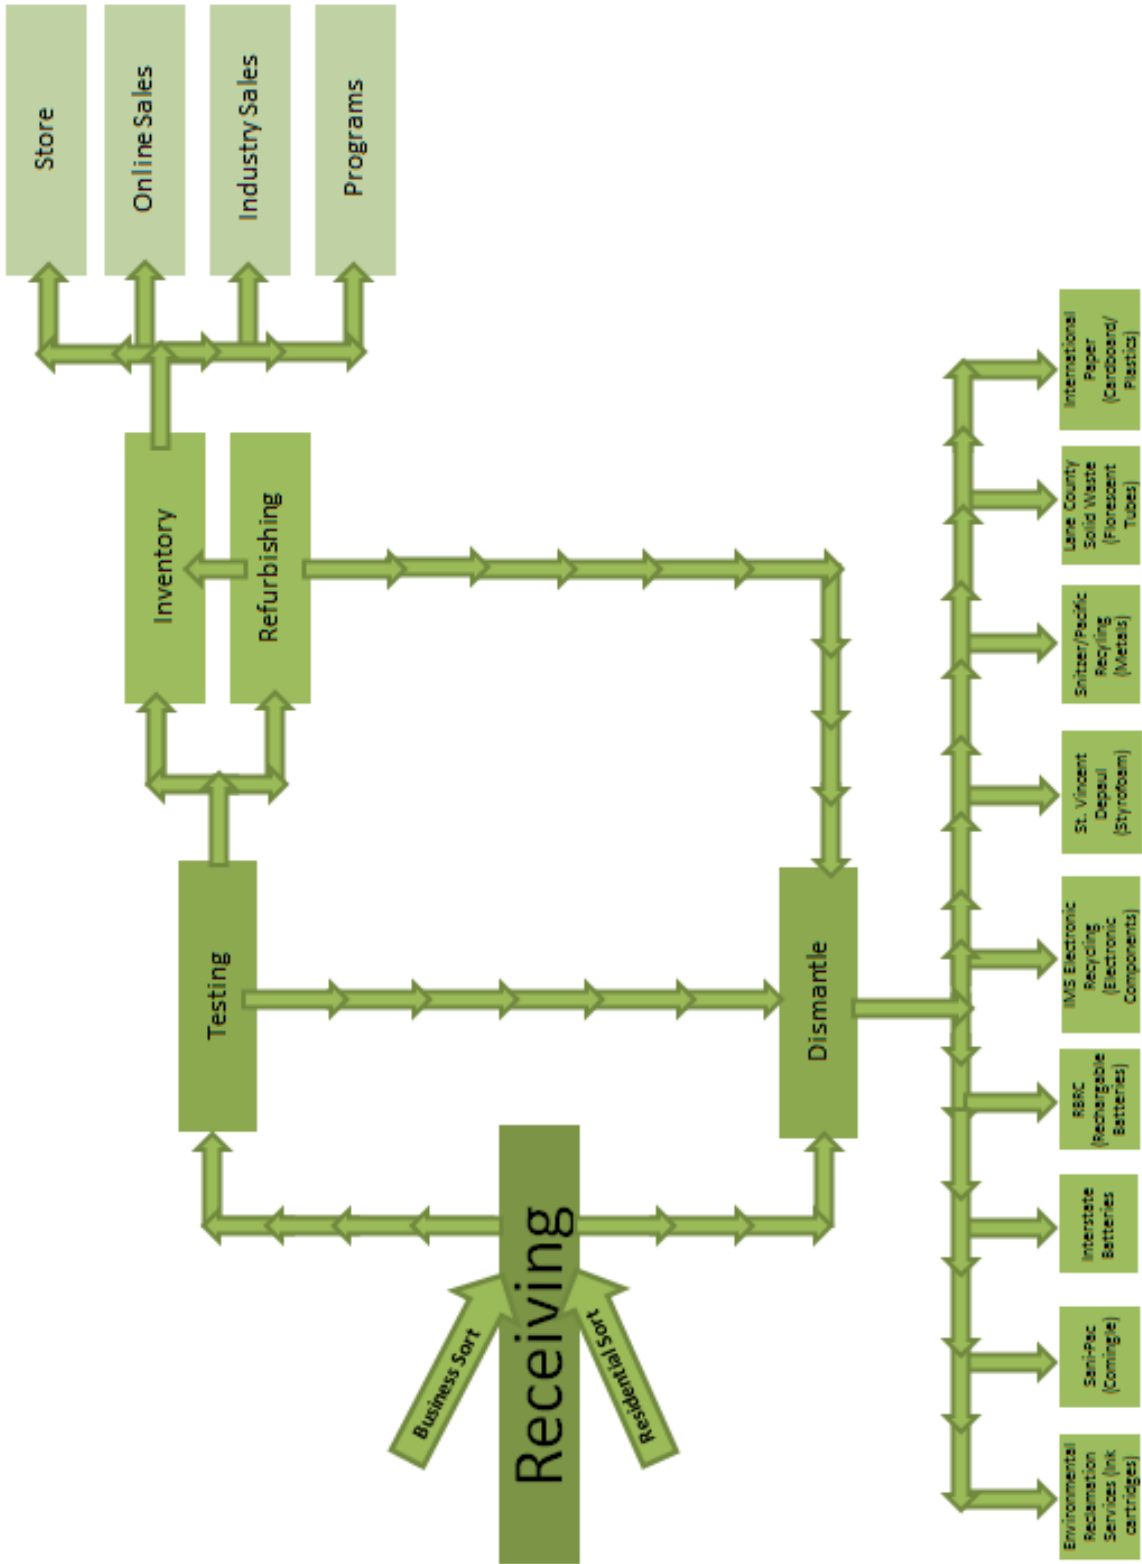 Business Sort
Residential Sort
Receiving
Testing
Dismantle
Inventory
Refurbishing
Store
Online Sales
Industry Sales
Programs
Environmental
Reclamation
Services (Ink
cartridges)
Sani-Pac
(Comingle)
Interstate
Batteries
RBRC
(Rechargable
Batteries)
IMS Electronic
Recycling
(Electronic
Components)
St. Vincent
Depaul
(Styrofoam)
Snitzer/Pacific
Recyling
(Metals)
Lane County
Solid Waste
(Florescent
Tubes)
International
Paper
(Cardboard/
Plastics)